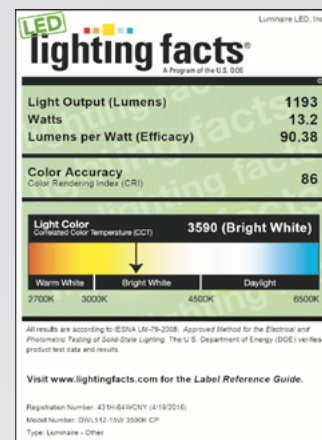 LED
Luminaire LED, Inc
lighting facts®
A Program of the U.S. DOE
Light Output (Lumens) 1193
Watts 13.2
Lumens per Watt (Efficacy) 90.38
Color Accuracy
Color Rendering Index (CRI) 86
Light Color
Correlated Color Temperature (CCT) 3590 (Bright White)
Warm White Bright White Daylight
2700K 3000K 4500K 6500K
All results are according to IESNA LM-79-2008: Approved Method for the Electrical and
Photometric Testing of Solid-State Lighting. The U.S. Department of Energy (DOE) verifies
product test data and results.
Visit www.lightingfacts.com for the Label Reference Guide.
Registration Number: 431H-64WCNY (4/19/2016)
Model Number: DWL512-15W 3500K CP
Type: Luminaire - Other